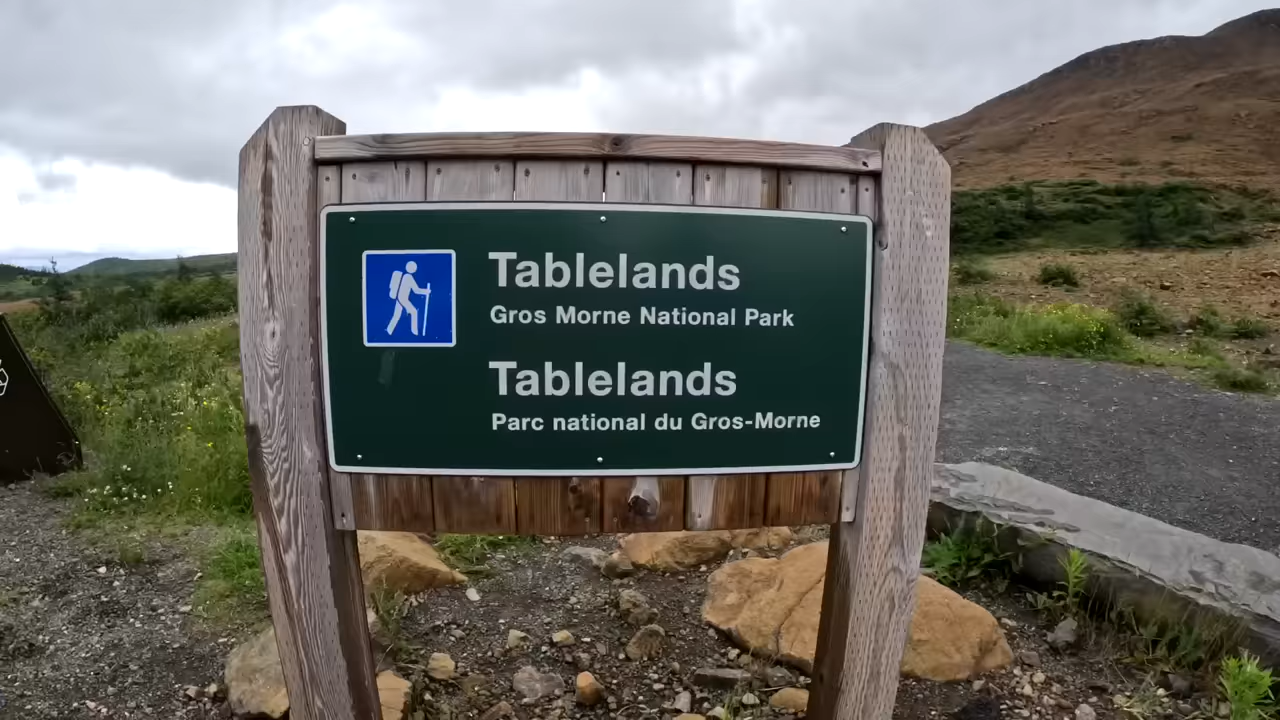 Tablelands
Gros Morne National Park
Tablelands
Parc national du Gros-Morne